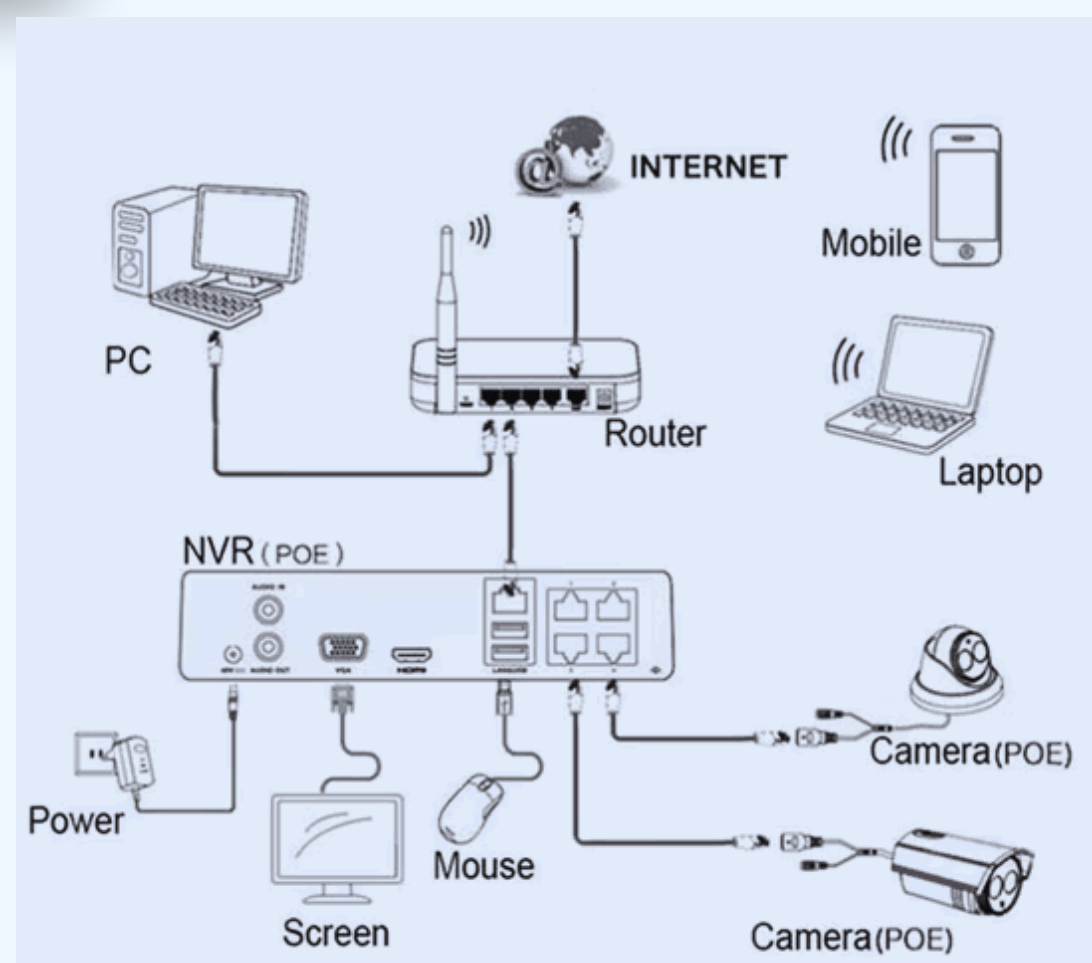 INTERNET
Mobile
PC
Router
Laptop
NVR (POE)
AUDIO IN
AUDIO OUT
VGA
HDMI
Camera(POE)
Power
Mouse
Screen
Camera(POE)